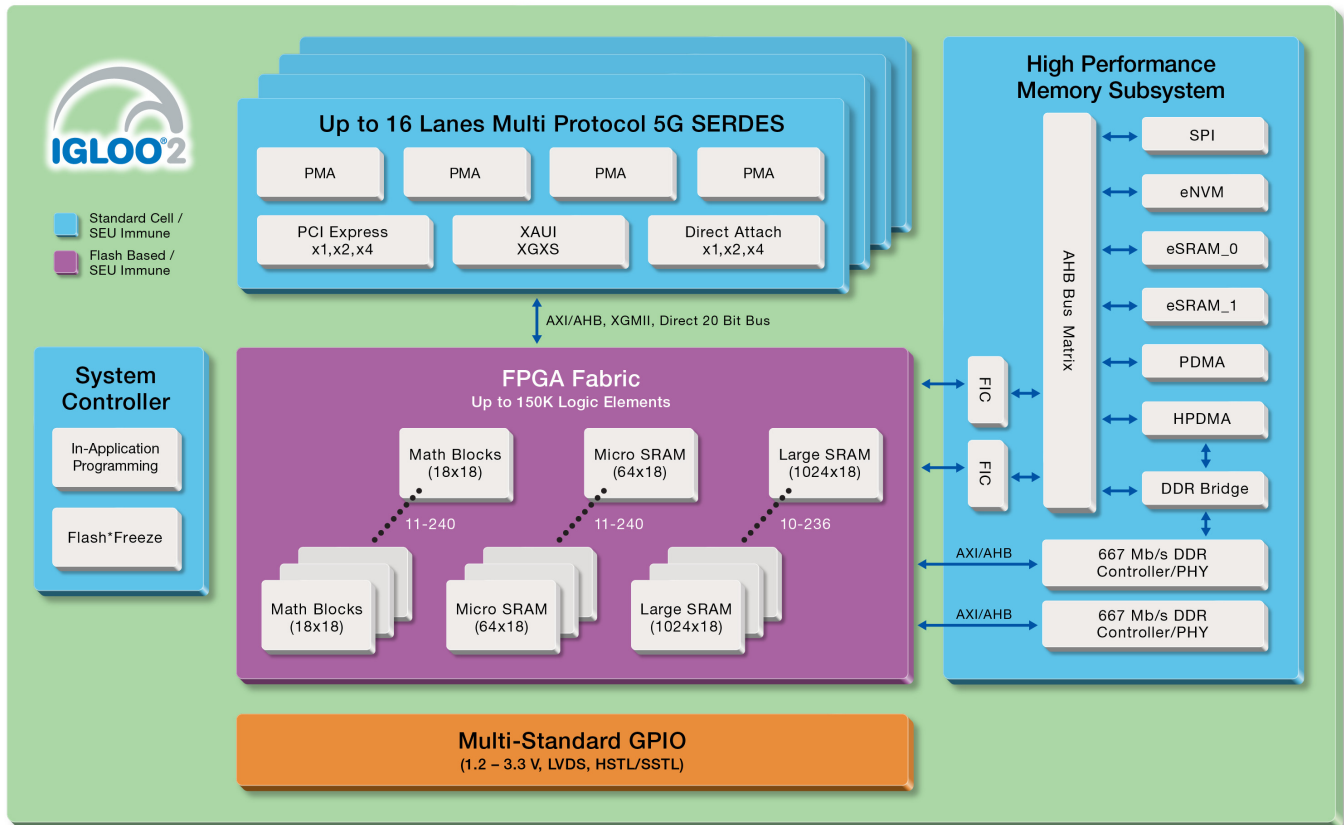 IGLOO®2
Standard Cell /
SEU Immune
Flash Based /
SEU Immune
Up to 16 Lanes Multi Protocol 5G SERDES
PMA
PMA
PMA
PMA
PCI Express
x1,x2,x4
XAUI
XGXS
Direct Attach
x1,x2,x4
AXI/AHB, XGMII, Direct 20 Bit Bus
System
Controller
In-Application
Programming
Flash*Freeze
FPGA Fabric
Up to 150K Logic Elements
Math Blocks
(18x18)
Micro SRAM
(64x18)
Large SRAM
(1024x18)
11-240
11-240
10-236
Math Blocks
(18x18)
Micro SRAM
(64x18)
Large SRAM
(1024x18)
High Performance
Memory Subsystem
AHB Bus Matrix
SPI
eNVM
eSRAM_0
eSRAM_1
PDMA
HPDMA
DDR Bridge
FIC
FIC
AXI/AHB
667 Mb/s DDR
Controller/PHY
AXI/AHB
667 Mb/s DDR
Controller/PHY
Multi-Standard GPIO
(1.2 – 3.3 V, LVDS, HSTL/SSTL)